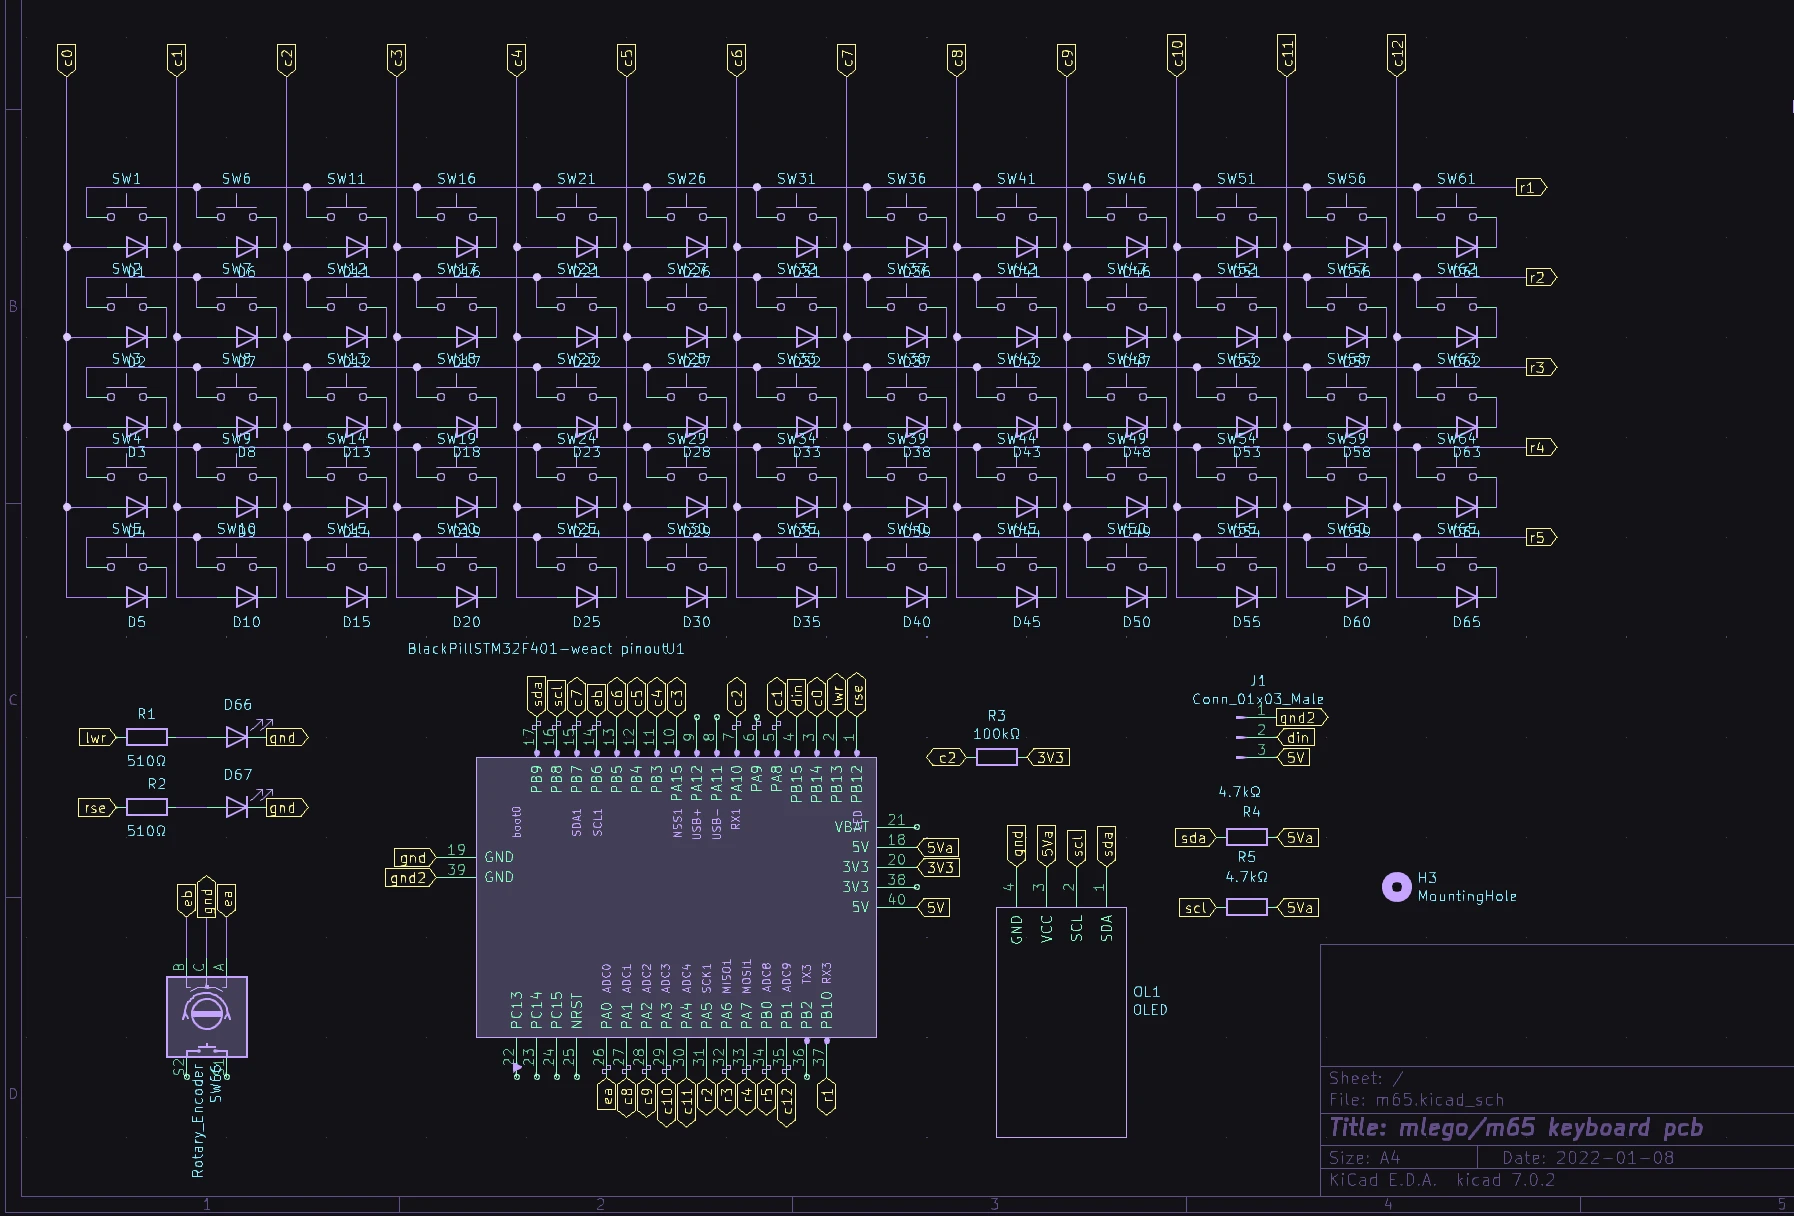 c0 c1 c2 c3 c4 c5 c6 c7 c8 c9 c10 c11 c12
SW1 SW6 SW11 SW16 SW21 SW26 SW31 SW36 SW41 SW46 SW51 SW56 SW61
r1
SW2 SW7 SW12 SW17 SW22 SW27 SW32 SW37 SW42 SW47 SW52 SW57 SW62
D1 D6 D11 D16 D21 D26 D31 D36 D41 D46 D51 D56 D61
r2
SW3 SW8 SW13 SW18 SW23 SW28 SW33 SW38 SW43 SW48 SW53 SW58 SW63
D2 D7 D12 D17 D22 D27 D32 D37 D42 D47 D52 D57 D62
r3
SW4 SW9 SW14 SW19 SW24 SW29 SW34 SW39 SW44 SW49 SW54 SW59 SW64
D3 D8 D13 D18 D23 D28 D33 D38 D43 D48 D53 D58 D63
r4
SW5 SW10 SW15 SW20 SW25 SW30 SW35 SW40 SW45 SW50 SW55 SW60 SW65
D4 D9 D14 D19 D24 D29 D34 D39 D44 D49 D54 D59 D64
r5
D5 D10 D15 D20 D25 D30 D35 D40 D45 D50 D55 D60 D65
BlackPillSTM32F401-weact pinoutU1
R1 D66
lwr gnd
510Ω
R2 D67
rse gnd
510Ω
sda scl c7 eb c6 c5 c4 c3 c2 c1 din c0 lwr rse
17 16 15 14 13 12 11 10 9 8 7 6 5 4 3 2 1
PB9 PB8 PB7 PB6 PB5 PB4 PB3 PA15 PA12 PA11 PA10 PA9 PA8 PB15 PB14 PB13 PB12
boot0 SDA1 SCL1 NSS1 USB+ USB- RX1 LED
gnd 19 GND
gnd2 39 GND
VBAT 21
5V 18 5Va
3V3 20 3V3
3V3 38
5V 40 5V
ADC0 ADC1 ADC2 ADC3 ADC4 SCK1 MISO1 MOSI1 ADC8 ADC9 TX3 RX3
PC13 PC14 PC15 NRST PA0 PA1 PA2 PA3 PA4 PA5 PA6 PA7 PB0 PB1 PB2 PB10
22 23 24 25 26 27 28 29 30 31 32 33 34 35 36 37
ea c8 c9 c10 c11 r2 r3 r4 r5 c12 r1
R3
100kΩ
c2 3V3
J1
Conn_01x03_Male
1 gnd2
2 din
3 5V
4.7kΩ
R4
sda 5Va
R5
4.7kΩ
scl 5Va
gnd 5Va scl sda
4 3 2 1
GND VCC SCL SDA
OL1
OLED
H3
MountingHole
eb gnd ea
B C A
S2 S1
SW66
Rotary_Encoder
Sheet: /
File: m65.kicad_sch
Title: mlego/m65 keyboard pcb
Size: A4 Date: 2022-01-08
KiCad E.D.A. kicad 7.0.2
B
C
D
1 2 3 4 5